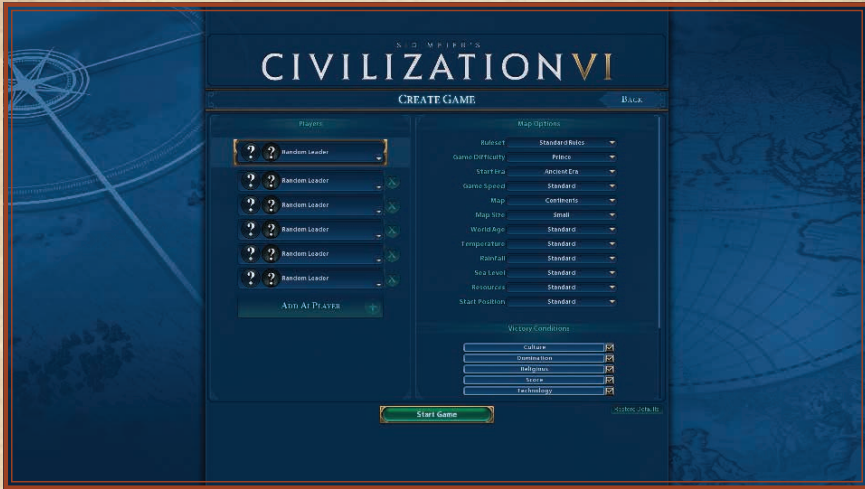 SID MEIER'S
CIVILIZATION VI
CREATE GAME
BACK
Players
Random Leader
Random Leader
Random Leader
Random Leader
Random Leader
Random Leader
ADD AI PLAYER
Map Options
Ruleset Standard Rules
Game Difficulty Prince
Start Era Ancient Era
Game Speed Standard
Map Continents
Map Size Small
World Age Standard
Temperature Standard
Rainfall Standard
Sea Level Standard
Resources Standard
Start Position Standard
Victory Conditions
Culture
Domination
Religious
Score
Technology
Start Game
Restore Defaults